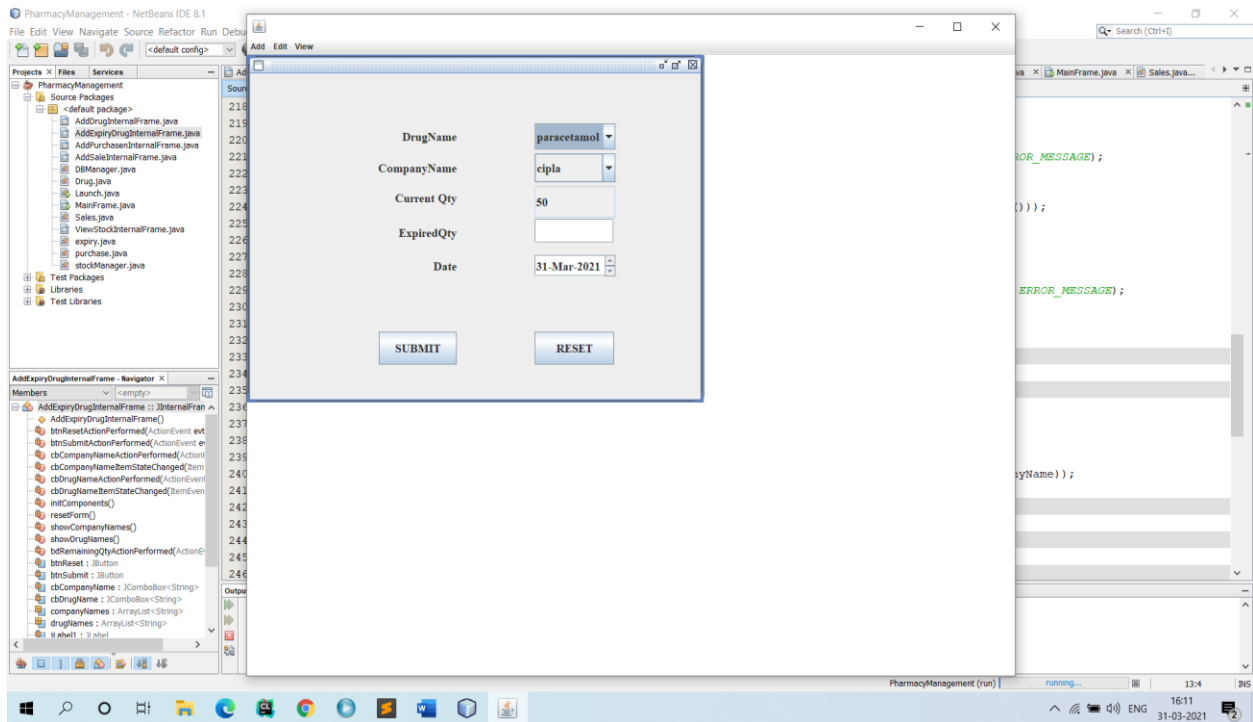 PharmacyManagement - NetBeans IDE 8.1
File Edit View Navigate Source Refactor Run Debu
Search (Ctrl+I)
<default config>
Add Edit View
Projects Files Services
PharmacyManagement
Source Packages
<default package>
AddDrugInternalFrame.java
AddExpiryDrugInternalFrame.java
AddPurchasenInternalFrame.java
AddSaleInternalFrame.java
DBManager.java
Drug.java
Launch.java
MainFrame.java
Sales.java
ViewStockInternalFrame.java
expiry.java
purchase.java
stockManager.java
Test Packages
Libraries
Test Libraries
AddExpiryDrugInternalFrame - Navigator
Members <empty>
AddExpiryDrugInternalFrame :: JInternalFran
AddExpiryDrugInternalFrame()
btnResetActionPerformed(ActionEvent evt
btnSubmitActionPerformed(ActionEvent e
cbCompanyNameActionPerformed(Action
cbCompanyNameItemStateChanged(Item
cbDrugNameActionPerformed(ActionEvent
cbDrugNameItemStateChanged(ItemEven
initComponents()
resetForm()
showCompanyNames()
showDrugNames()
txtRemainingQtyActionPerformed(ActionE
btnReset : JButton
btnSubmit : JButton
cbCompanyName : JComboBox<String>
cbDrugName : JComboBox<String>
companyNames : ArrayList<String>
drugNames : ArrayList<String>
jLabel1 : JLabel
Ad
Sour
218
219
220
221
222
223
224
225
226
227
228
229
230
231
232
233
234
235
236
237
238
239
240
241
242
243
244
245
246
Outpu
DrugName paracetamol
CompanyName cipla
Current Qty 50
ExpiredQty
Date 31-Mar-2021
SUBMIT RESET
va MainFrame.java Sales.java...
ROR_MESSAGE);
()));
ERROR_MESSAGE);
yName));
PharmacyManagement (run) running... 13:4 INS
ENG 16:11
31-03-2021